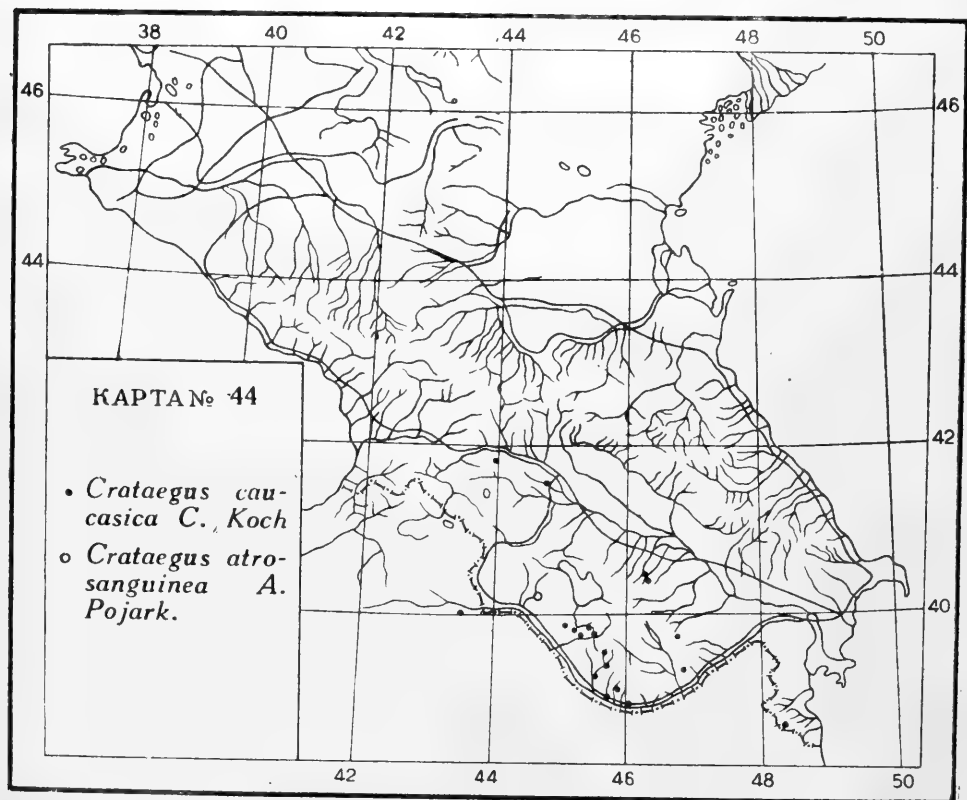 38 40 42 44 46 48 50
46 46
44 44
КАРТА № 44
42
• Crataegus cau-
casica C. Koch
○ Crataegus atro-
sanguinea A.
Pojark.
40
42 44 46 48 50